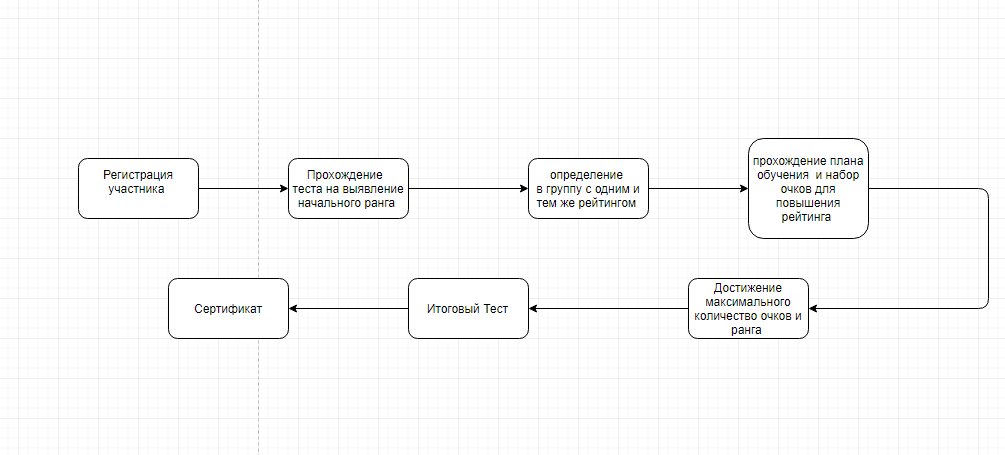 Регистрация
участника
Прохождение
теста на выявление
начального ранга
определение
в группу с одним и
тем же рейтингом
прохождение плана
обучения и набор
очков для
повышения
рейтинга
Достижение
максимального
количество очков и
ранга
Итоговый Тест
Сертификат